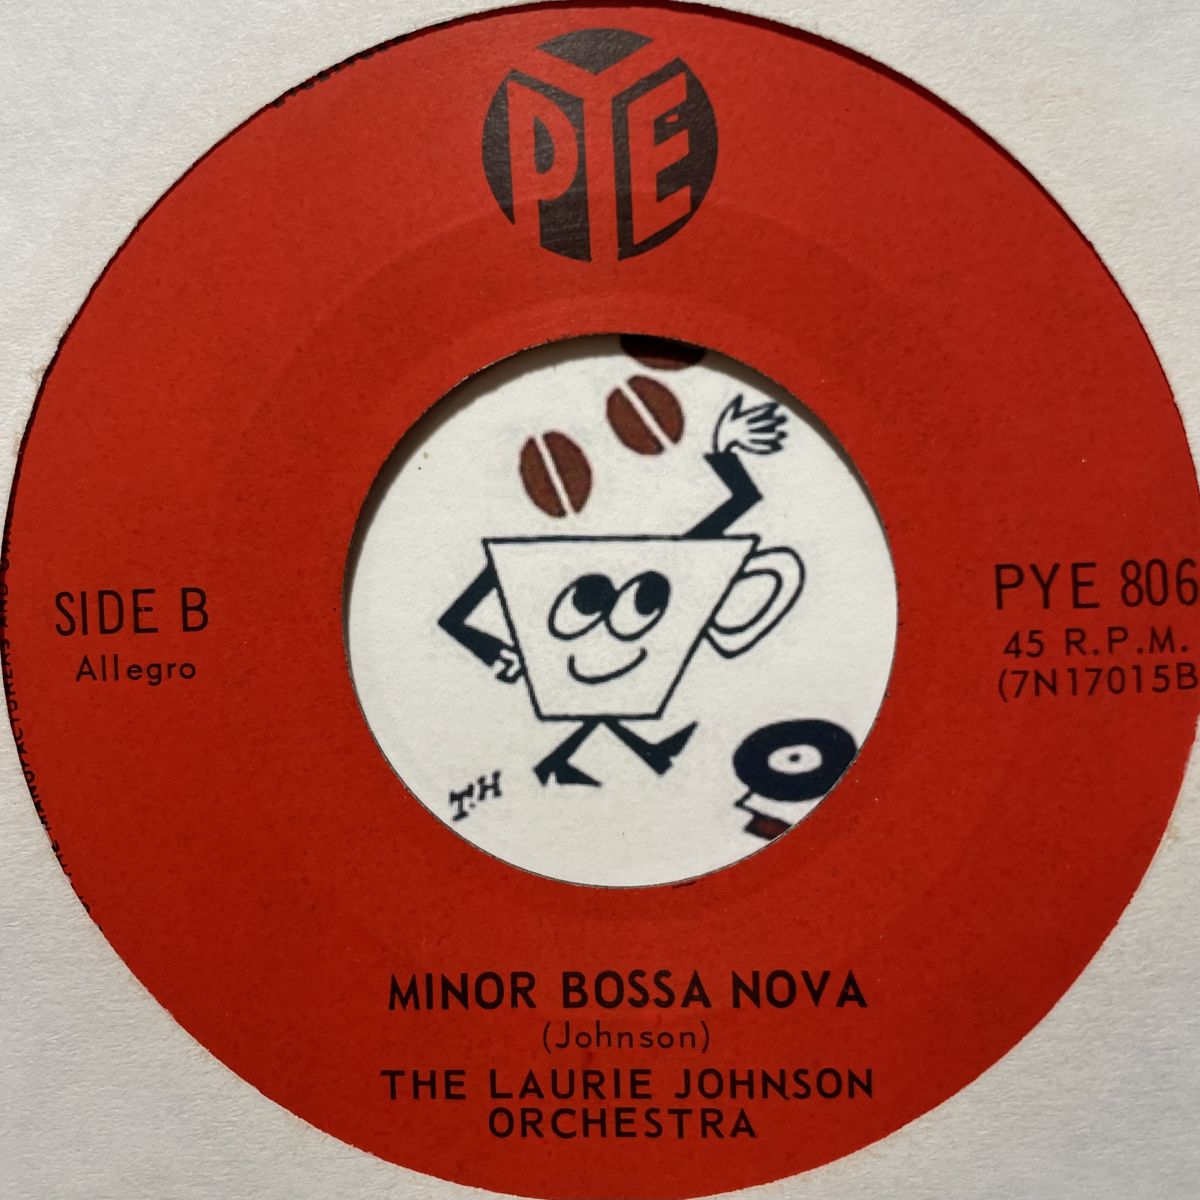 PYE
SIDE B
Allegro
PYE 806
45 R.P.M.
(7N17015B
T.H
MINOR BOSSA NOVA
(Johnson)
THE LAURIE JOHNSON
ORCHESTRA